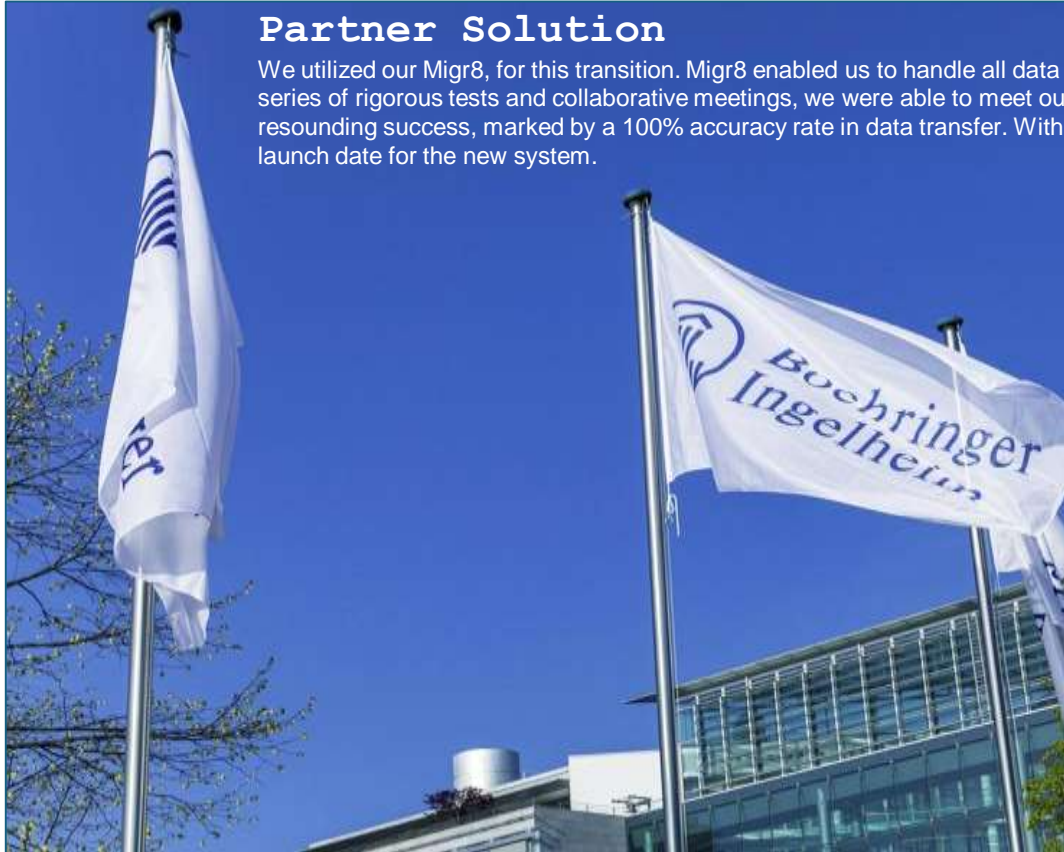 Partner Solution
We utilized our Migr8, for this transition. Migr8 enabled us to handle all data
series of rigorous tests and collaborative meetings, we were able to meet ou
resounding success, marked by a 100% accuracy rate in data transfer. With
launch date for the new system.
rer
Boehringer
Ingelheim